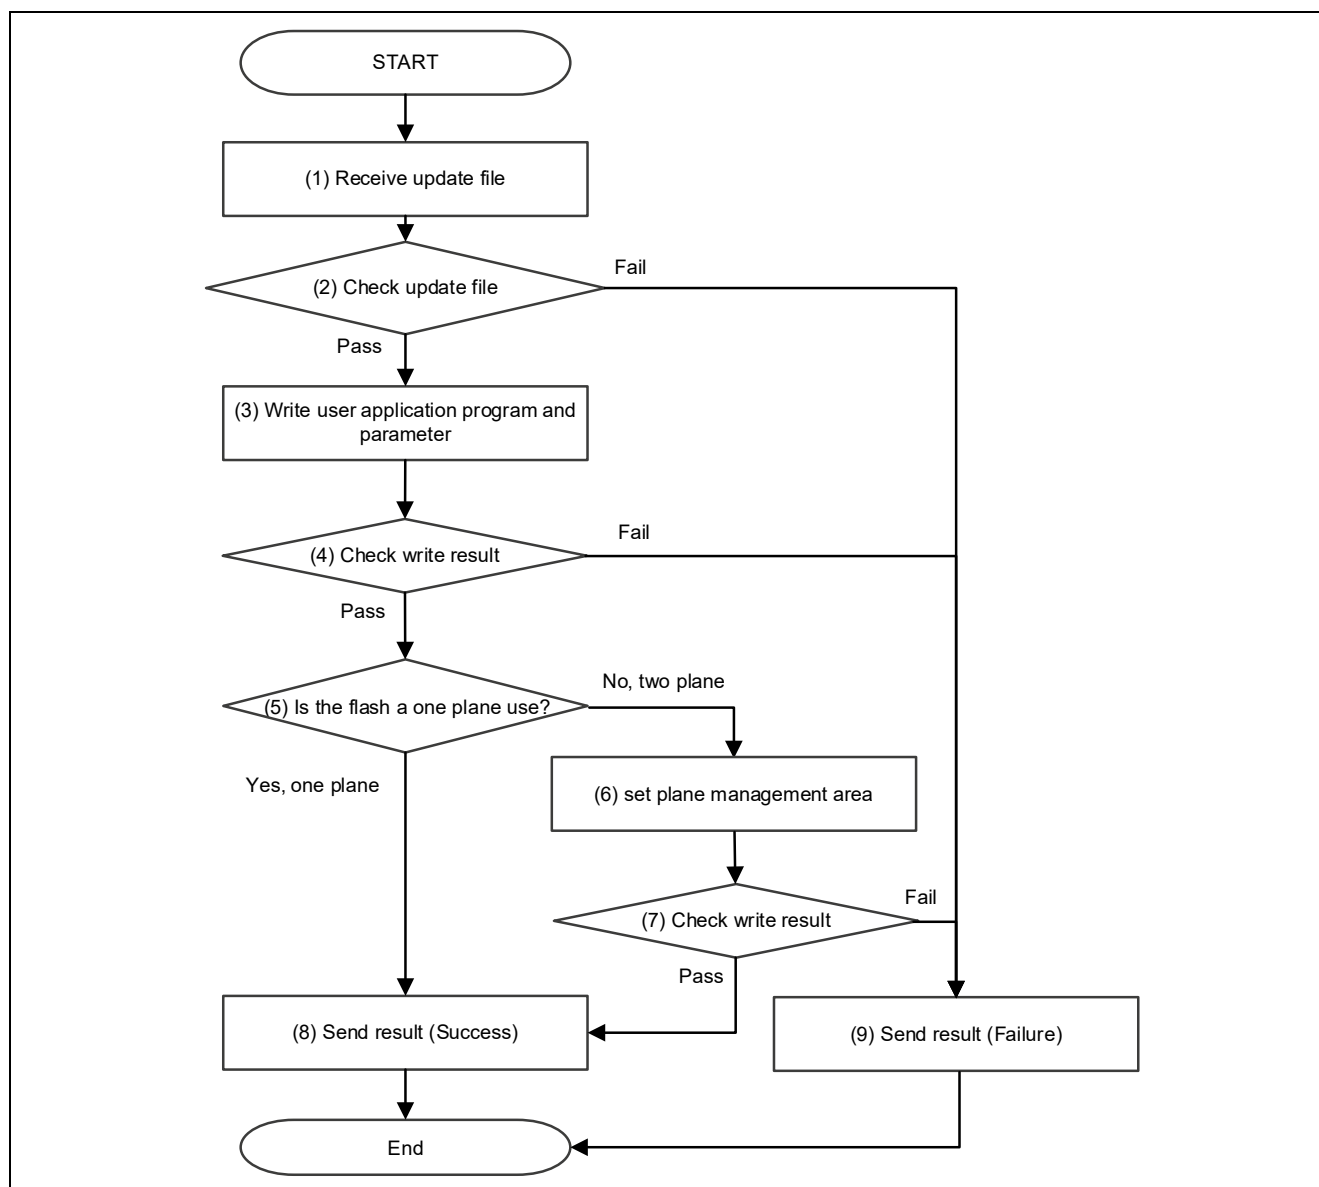 START
(1) Receive update file
(2) Check update file
Fail
Pass
(3) Write user application program and
parameter
(4) Check write result
Fail
Pass
(5) Is the flash a one plane use?
No, two plane
Yes, one plane
(6) set plane management area
(7) Check write result
Fail
Pass
(8) Send result (Success)
(9) Send result (Failure)
End